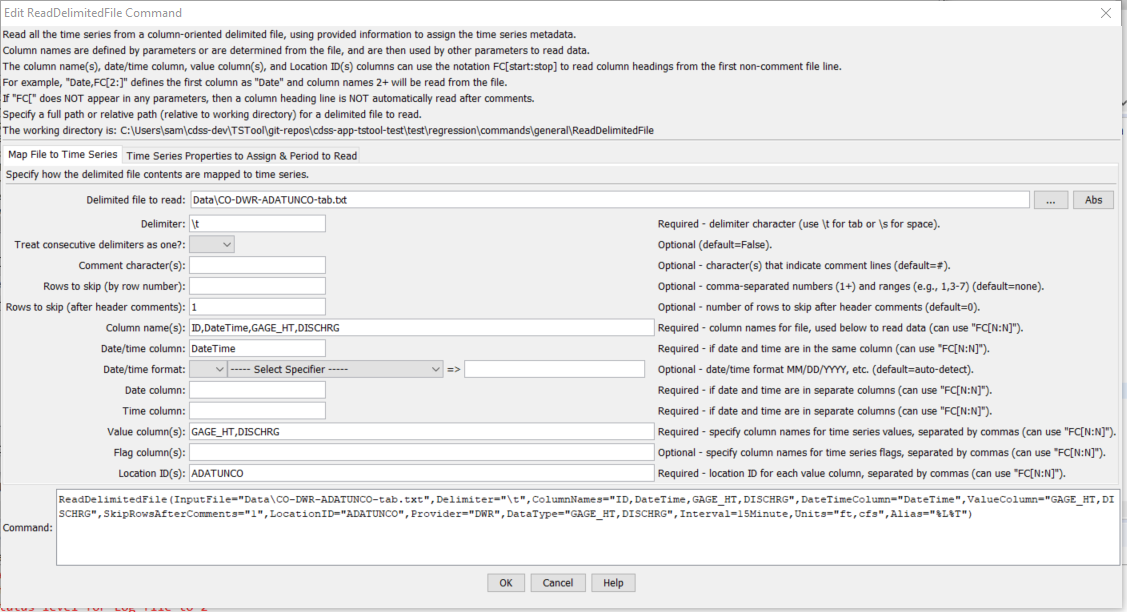 Edit ReadDelimitedFile Command
Read all the time series from a column-oriented delimited file, using provided information to assign the time series metadata.
Column names are defined by parameters or are determined from the file, and are then used by other parameters to read data.
The column name(s), date/time column, value column(s), and Location ID(s) columns can use the notation FC[start:stop] to read column headings from the first non-comment file line.
For example, "Date,FC[2:]" defines the first column as "Date" and column names 2+ will be read from the file.
If "FC[" does NOT appear in any parameters, then a column heading line is NOT automatically read after comments.
Specify a full path or relative path (relative to working directory) for a delimited file to read.
The working directory is: C:\Users\sam\cdss-dev\TSTool\git-repos\cdss-app-tstool-test\test\regression\commands\general\ReadDelimitedFile
Map File to Time Series Time Series Properties to Assign & Period to Read
Specify how the delimited file contents are mapped to time series.
Delimited file to read: Data\CO-DWR-ADATUNCO-tab.txt ... Abs
Delimiter: \t Required - delimiter character (use \t for tab or \s for space).
Treat consecutive delimiters as one?: Optional (default=False).
Comment character(s): Optional - character(s) that indicate comment lines (default=#).
Rows to skip (by row number): Optional - comma-separated numbers (1+) and ranges (e.g., 1,3-7) (default=none).
Rows to skip (after header comments): 1 Optional - number of rows to skip after header comments (default=0).
Column name(s): ID,DateTime,GAGE_HT,DISCHRG Required - column names for file, used below to read data (can use "FC[N:N]").
Date/time column: DateTime Required - if date and time are in the same column (can use "FC[N:N]").
Date/time format: ----- Select Specifier ----- => Optional - date/time format MM/DD/YYYY, etc. (default=auto-detect).
Date column: Required - if date and time are in separate columns (can use "FC[N:N]").
Time column: Required - if date and time are in separate columns (can use "FC[N:N]").
Value column(s): GAGE_HT,DISCHRG Required - specify column names for time series values, separated by commas (can use "FC[N:N]").
Flag column(s): Optional - specify column names for time series flags, separated by commas (can use "FC[N:N]").
Location ID(s): ADATUNCO Required - location ID for each value column, separated by commas (can use "FC[N:N]").
Command: ReadDelimitedFile(InputFile="Data\CO-DWR-ADATUNCO-tab.txt",Delimiter="\t",ColumnNames="ID,DateTime,GAGE_HT,DISCHRG",DateTimeColumn="DateTime",ValueColumn="GAGE_HT,DI
SCHRG",SkipRowsAfterComments="1",LocationID="ADATUNCO",Provider="DWR",DataType="GAGE_HT,DISCHRG",Interval=15Minute,Units="ft,cfs",Alias="%L%T")
OK Cancel Help